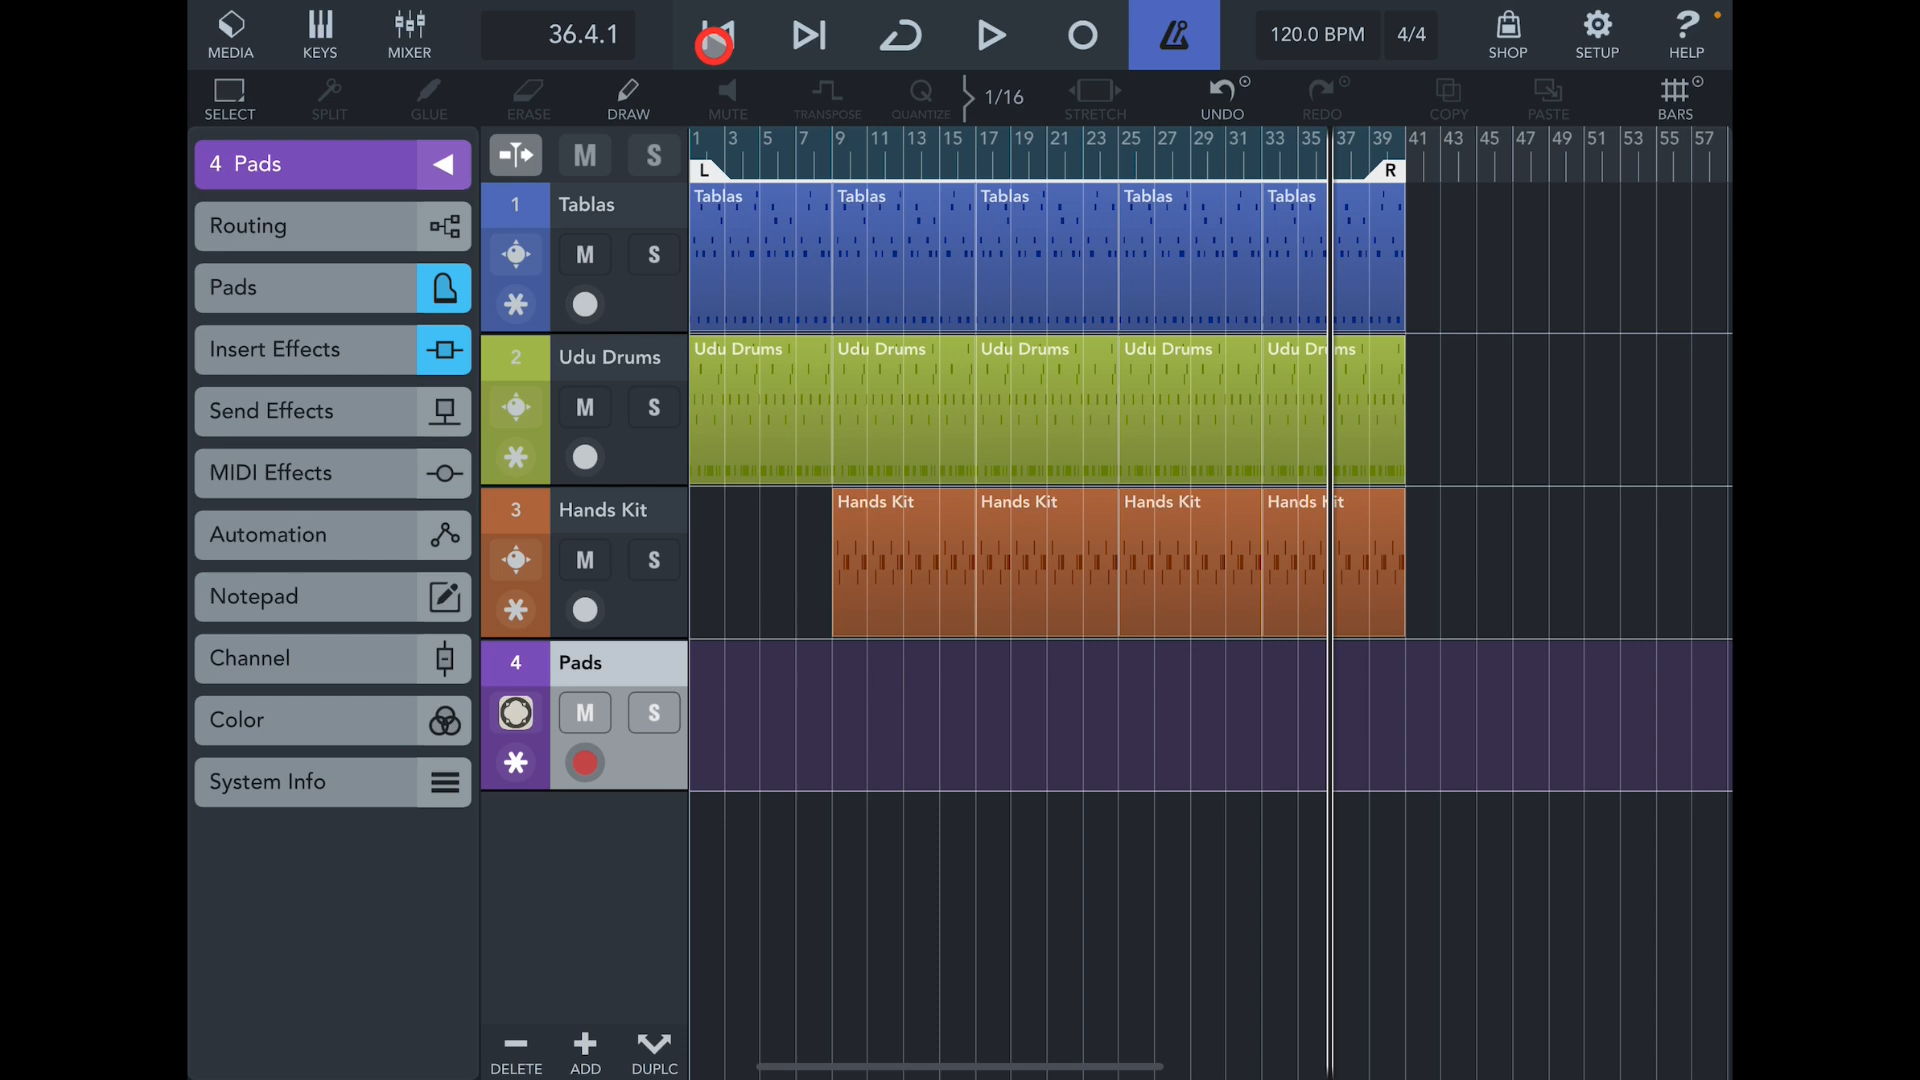 MEDIA
KEYS
MIXER
36.4.1
120.0 BPM
4/4
SHOP
SETUP
? HELP
SELECT
SPLIT
GLUE
ERASE
DRAW
MUTE
TRANSPOSE
Q QUANTIZE
1/16
STRETCH
UNDO
REDO
COPY
PASTE
BARS
4 Pads
Routing
Pads
Insert Effects
Send Effects
MIDI Effects
Automation
Notepad
Channel
Color
System Info
M S
1 3 5 7 9 11 13 15 17 19 21 23 25 27 29 31 33 35 37 39 41 43 45 47 49 51 53 55 57
L R
1 Tablas
M S
Tablas Tablas Tablas Tablas Tablas
2 Udu Drums
M S
Udu Drums Udu Drums Udu Drums Udu Drums Udu Drums
3 Hands Kit
M S
Hands Kit Hands Kit Hands Kit Hands Kit
4 Pads
M S
DELETE
ADD
DUPLC